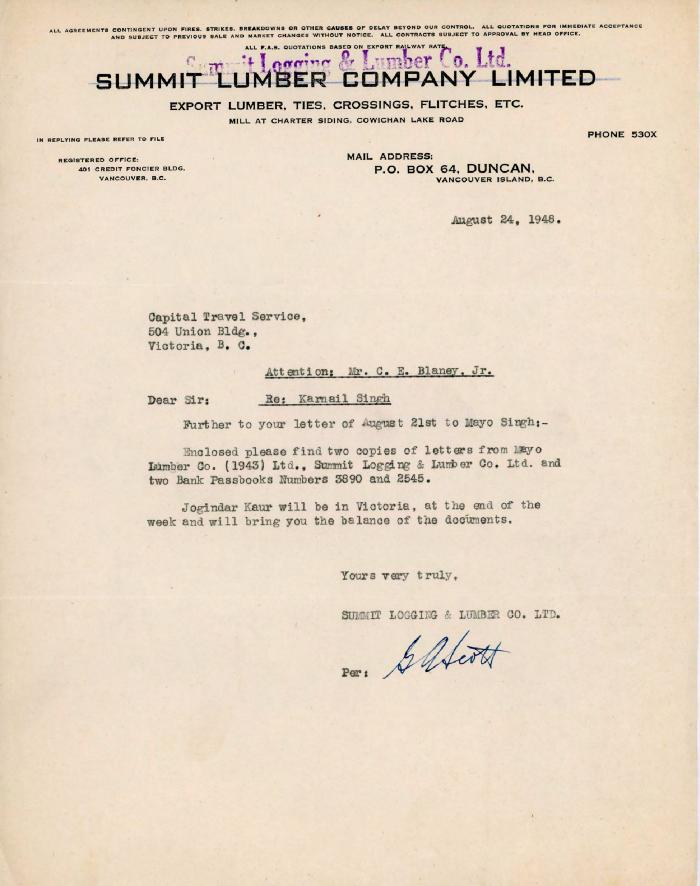 ALL AGREEMENTS CONTINGENT UPON FIRES, STRIKES, BREAKDOWNS OR OTHER CAUSES OF DELAY BEYOND OUR CONTROL. ALL QUOTATIONS FOR IMMEDIATE ACCEPTANCE
AND SUBJECT TO PREVIOUS SALE AND MARKET CHANGES WITHOUT NOTICE. ALL CONTRACTS SUBJECT TO APPROVAL BY HEAD OFFICE.
ALL F.A.S. QUOTATIONS BASED ON EXPORT RAILWAY RATE.
Summit Logging & Lumber Co. Ltd.
SUMMIT LUMBER COMPANY LIMITED
EXPORT LUMBER, TIES, CROSSINGS, FLITCHES, ETC.
MILL AT CHARTER SIDING, COWICHAN LAKE ROAD
PHONE 530X
IN REPLYING PLEASE REFER TO FILE
REGISTERED OFFICE:
401 CREDIT FONCIER BLDG.
VANCOUVER, B.C.
MAIL ADDRESS:
P.O. BOX 64, DUNCAN,
VANCOUVER ISLAND, B.C.
August 24, 1948.
Capital Travel Service,
504 Union Bldg.,
Victoria, B. C.
Attention: Mr. C. E. Blaney, Jr.
Dear Sir: Re: Karnail Singh
Further to your letter of August 21st to Mayo Singh:-
Enclosed please find two copies of letters from Mayo
Lumber Co. (1943) Ltd., Summit Logging & Lumber Co. Ltd. and
two Bank Passbooks Numbers 3890 and 2545.
Jogindar Kaur will be in Victoria, at the end of the
week and will bring you the balance of the documents.
Yours very truly,
SUMMIT LOGGING & LUMBER CO. LTD.
Per: G A Scott